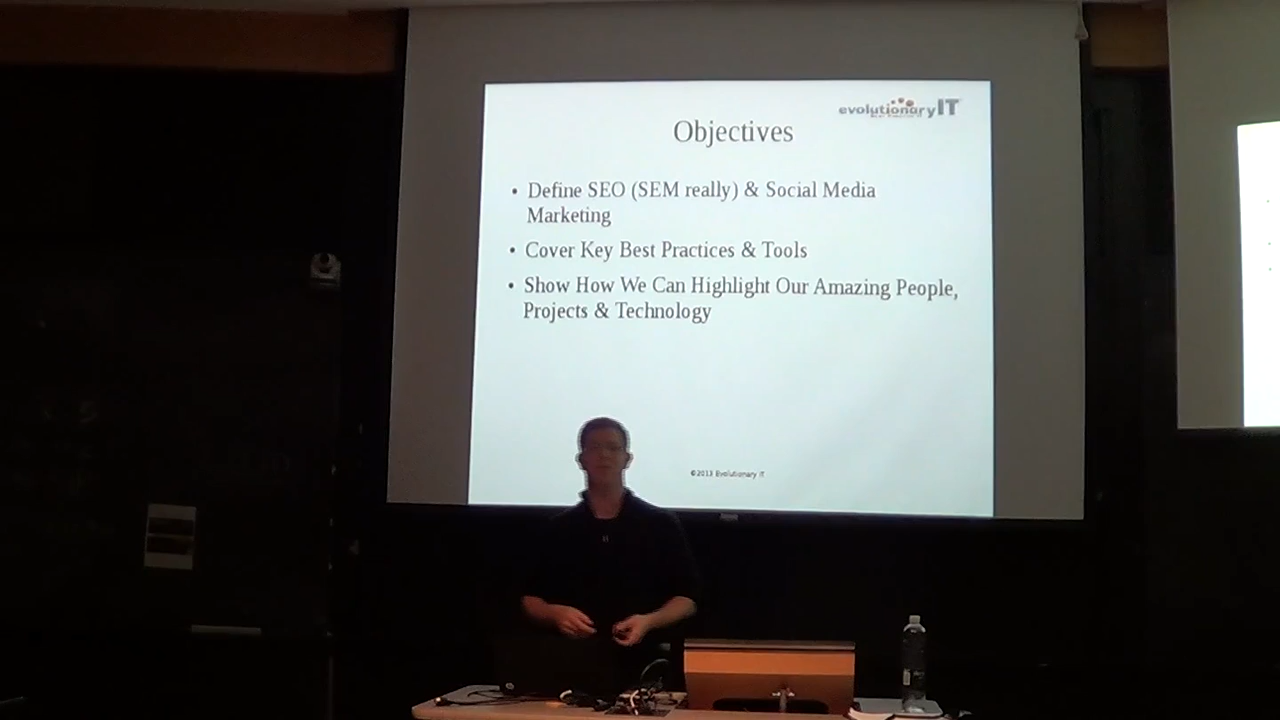 evolutionaryIT
Objectives
• Define SEO (SEM really) & Social Media
Marketing
• Cover Key Best Practices & Tools
• Show How We Can Highlight Our Amazing People,
Projects & Technology
©2013 Evolutionary IT